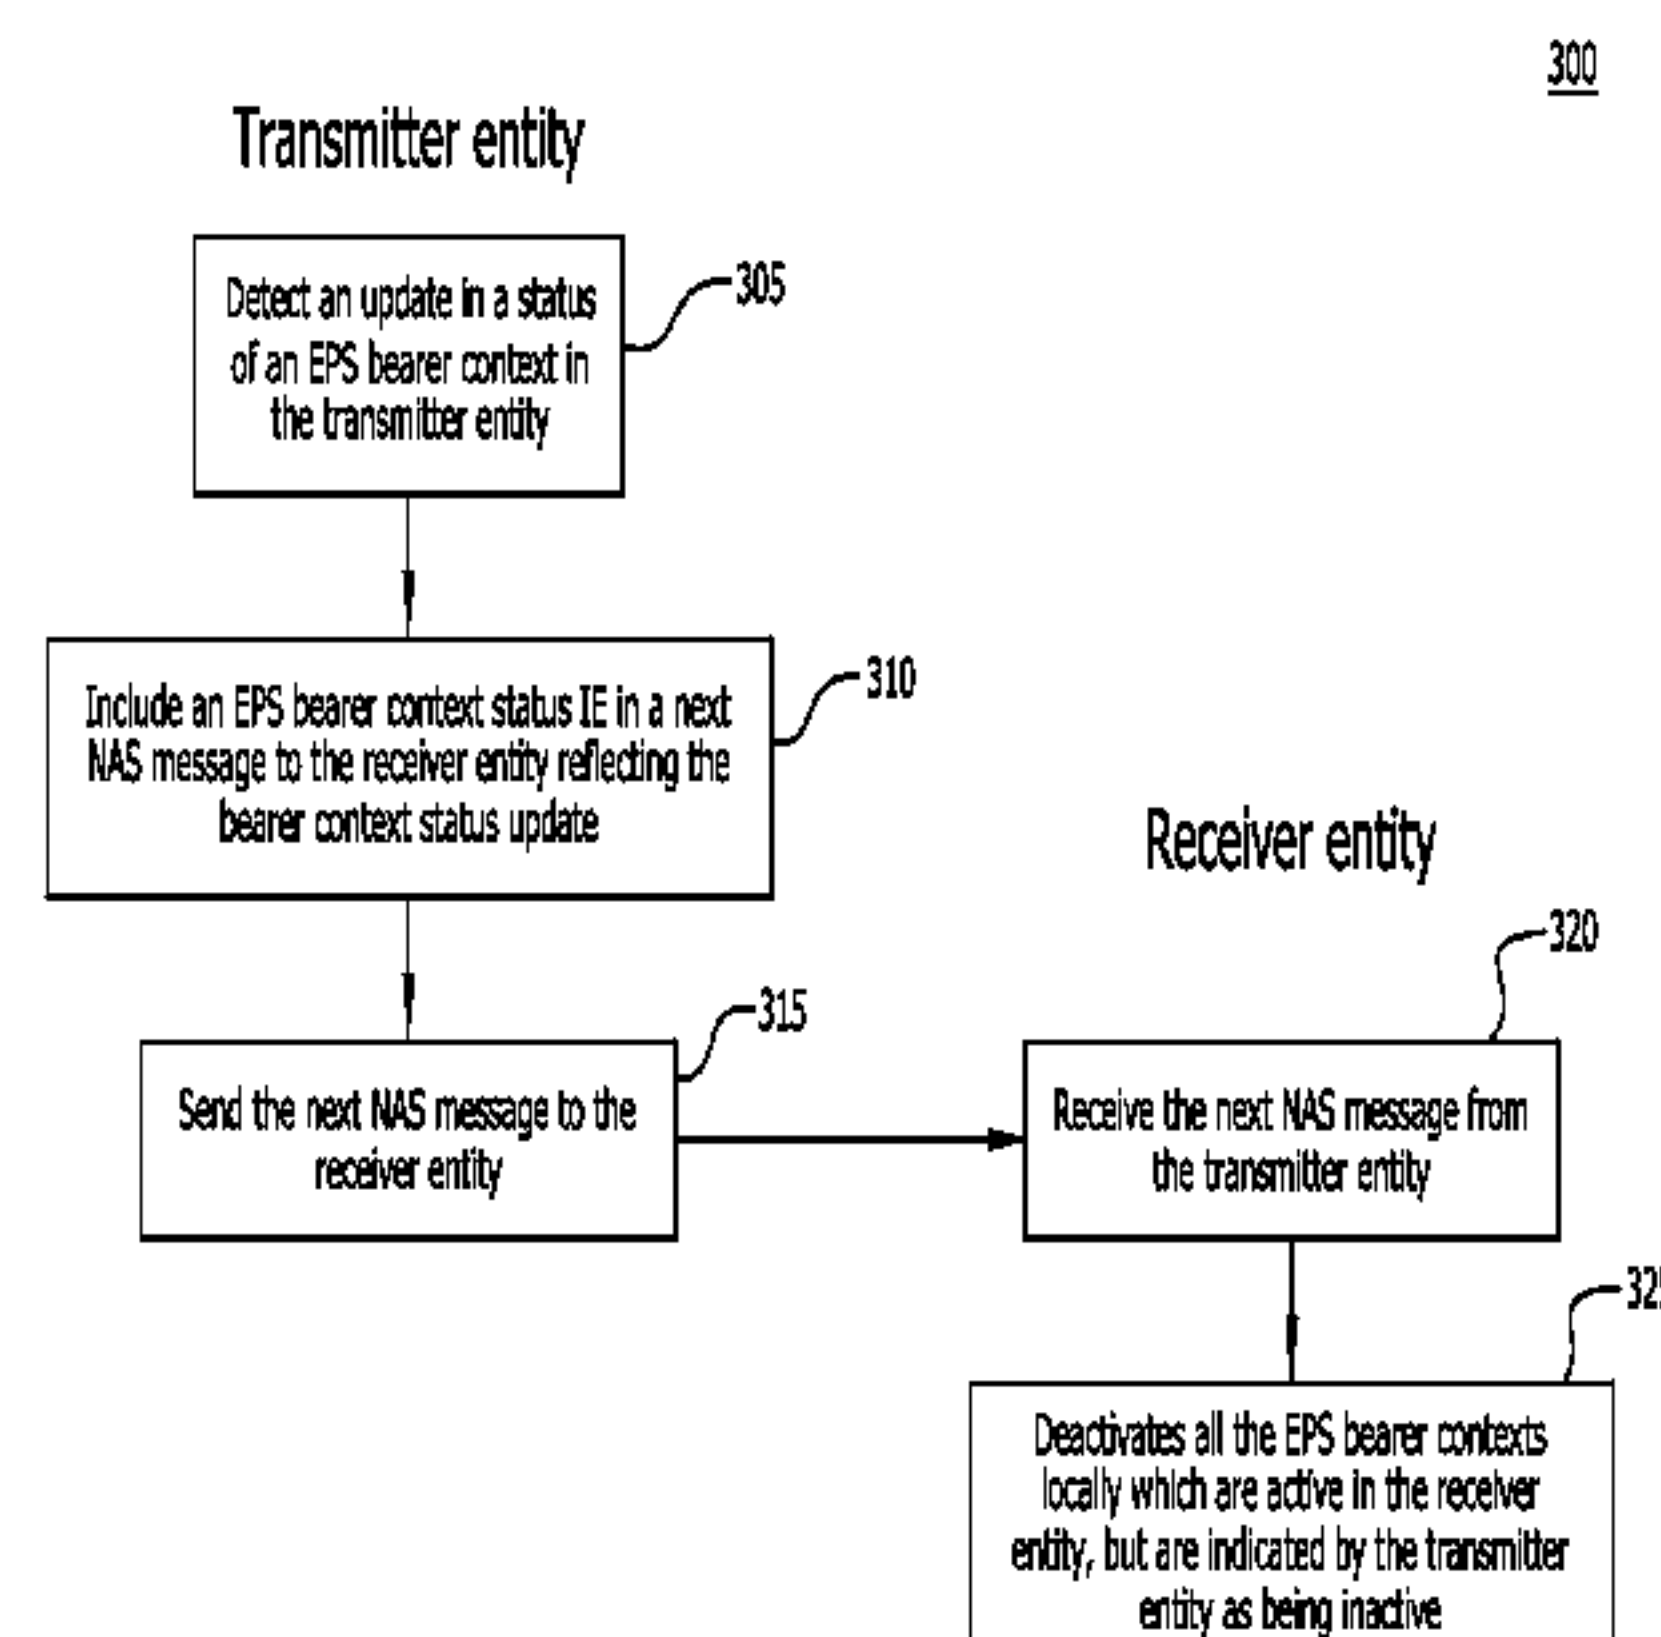 300
Transmitter entity
Detect an update in a status
of an EPS bearer context in
the transmitter entity
305
Include an EPS bearer context status IE in a next
NAS message to the receiver entity reflecting the
bearer context status update
310
Send the next NAS message to the
receiver entity
315
Receiver entity
320
Receive the next NAS message from
the transmitter entity
325
Deactivates all the EPS bearer contexts
locally which are active in the receiver
entity, but are indicated by the transmitter
entity as being inactive